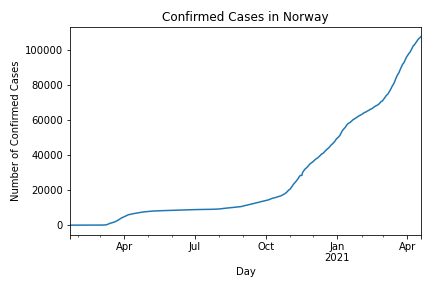 Confirmed Cases in Norway
Number of Confirmed Cases
100000
80000
60000
40000
20000
0
Apr Jul Oct Jan Apr
2021
Day